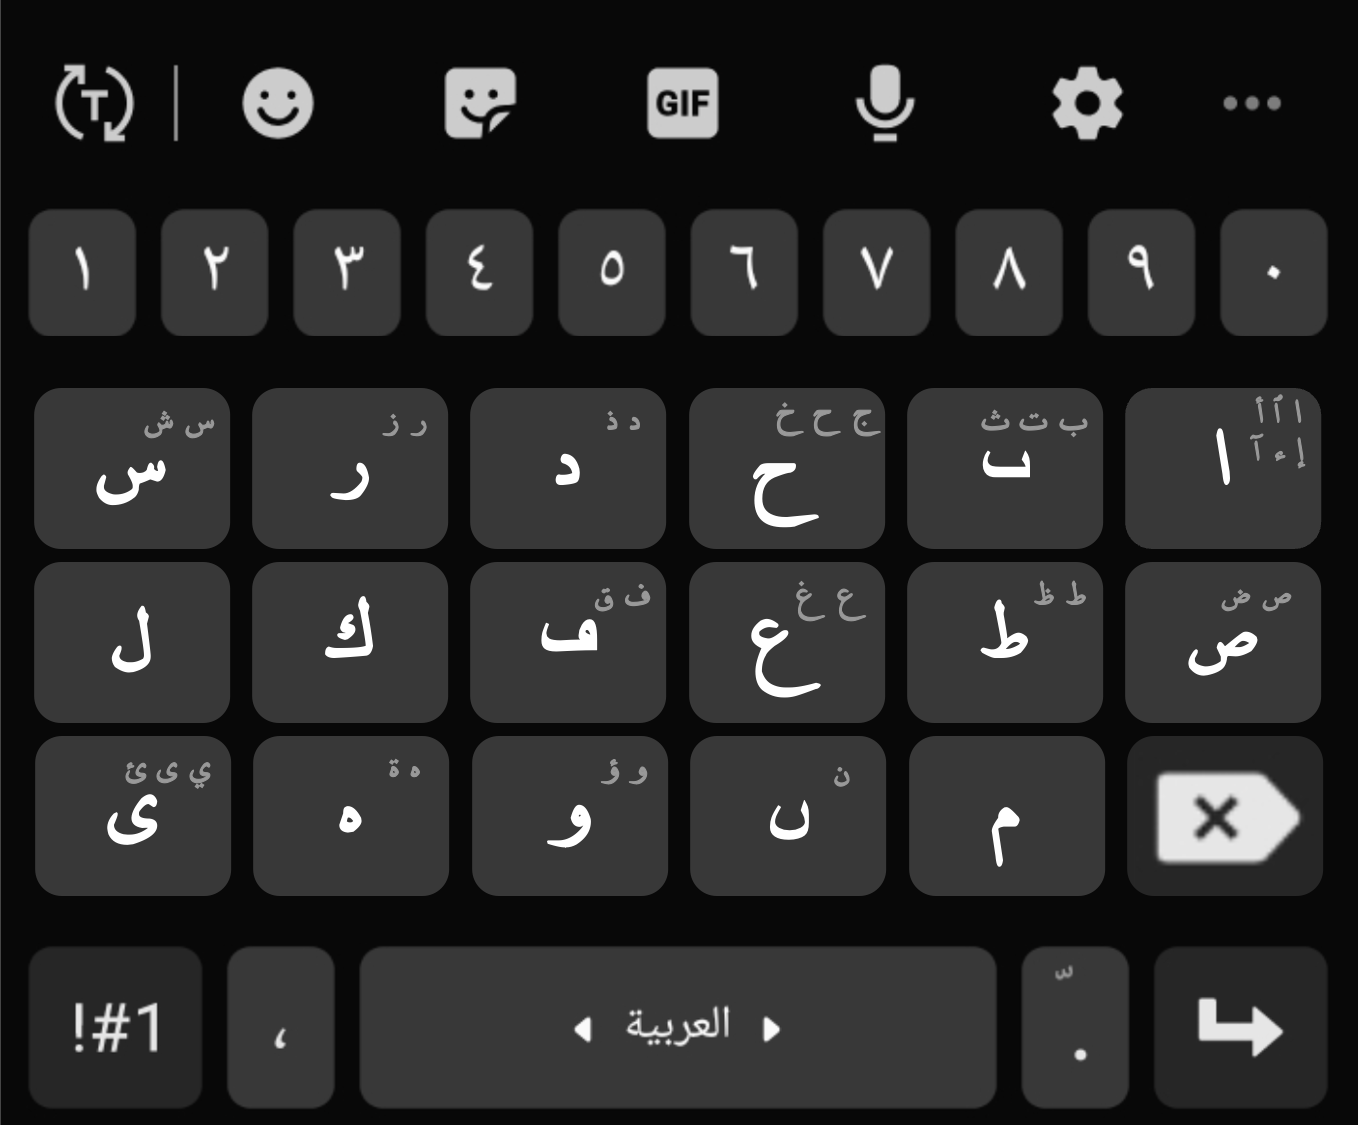 T GIF
١ ٢ ٣ ٤ ٥ ٦ ٧ ٨ ٩ ٠
ا ٱ أ
س ش ر ز د ذ ج ح خ ب ت ث إ ء آ
س ر د ح ٮ ا
ف ق ع غ ط ظ ص ض
ل ك ڡ ع ط ص
ي ى ئ ه ة و ؤ ن
ى ه و ں م
!#1 ، العربية .